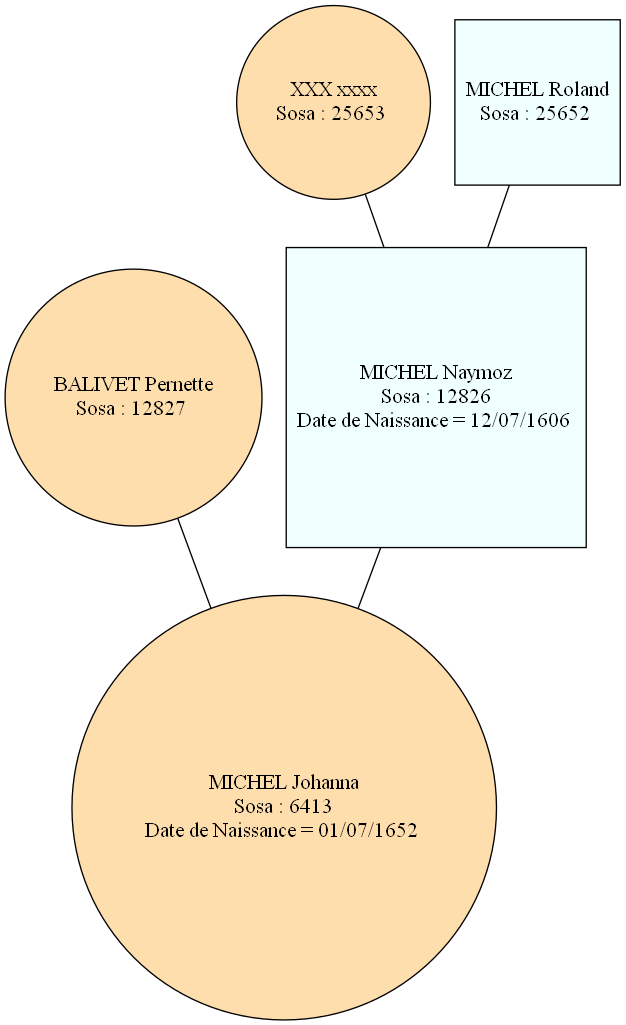 XXX xxxx
Sosa : 25653
MICHEL Roland
Sosa : 25652
BALIVET Pernette
Sosa : 12827
MICHEL Naymoz
Sosa : 12826
Date de Naissance = 12/07/1606
MICHEL Johanna
Sosa : 6413
Date de Naissance = 01/07/1652